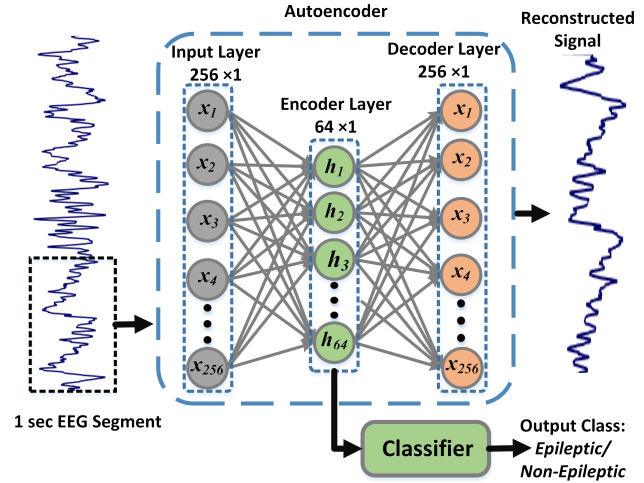 Autoencoder
Reconstructed
Signal
Input Layer
256 ×1
Decoder Layer
256 ×1
Encoder Layer
64 ×1
x1
x2
x3
x4
x256
h1
h2
h3
h64
x1
x2
x3
x4
x256
1 sec EEG Segment
Classifier
Output Class:
Epileptic/
Non-Epileptic